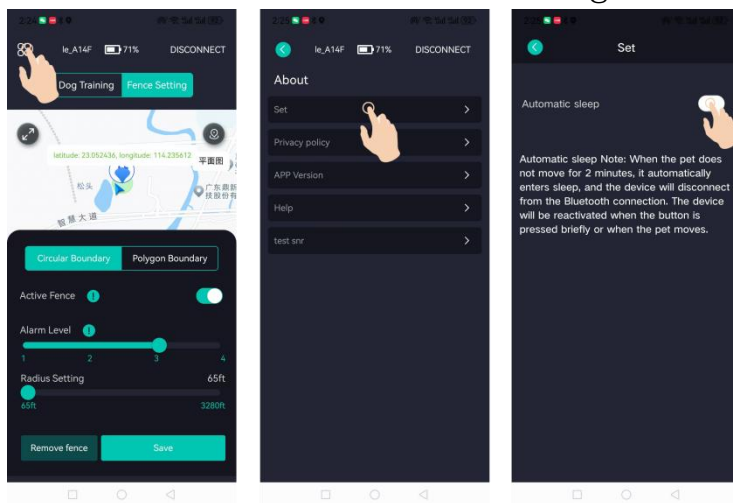 2:24
le_A14F 71% DISCONNECT
Dog Training Fence Setting
latitude: 23.052436, longitude: 114.235612
平面图
松头
广东鼎新
技股份有
智慧大道
Circular Boundary Polygon Boundary
Active Fence !
Alarm Level !
1 2 3 4
Radius Setting 65ft
65ft 3280ft
Remove fence Save
2:25
le_A14F 71% DISCONNECT
About
Set
Privacy policy
APP Version
Help
test snr
Set
Automatic sleep
Automatic sleep Note: When the pet does
not move for 2 minutes, it automatically
enters sleep, and the device will disconnect
from the Bluetooth connection. The device
will be reactivated when the button is
pressed briefly or when the pet moves.